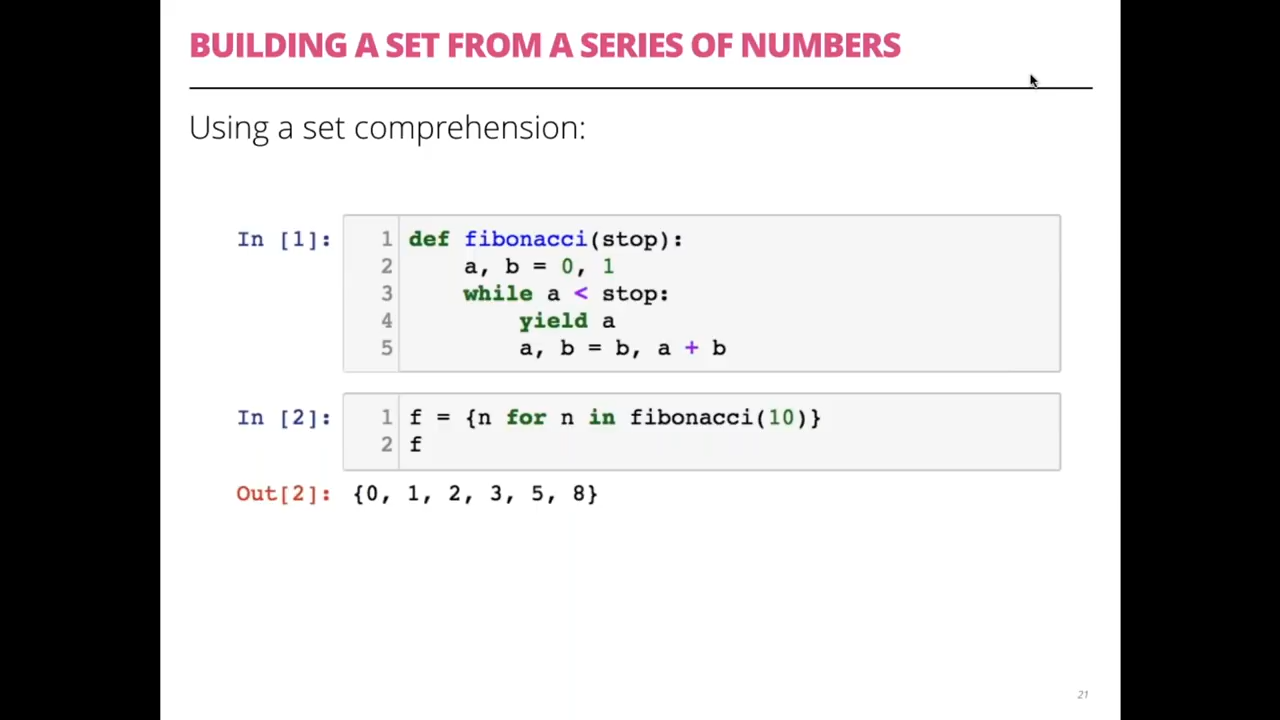 BUILDING A SET FROM A SERIES OF NUMBERS
Using a set comprehension:
In [1]:
1 def fibonacci(stop):
2     a, b = 0, 1
3     while a < stop:
4         yield a
5         a, b = b, a + b
In [2]:
1 f = {n for n in fibonacci(10)}
2 f
Out[2]: {0, 1, 2, 3, 5, 8}
21